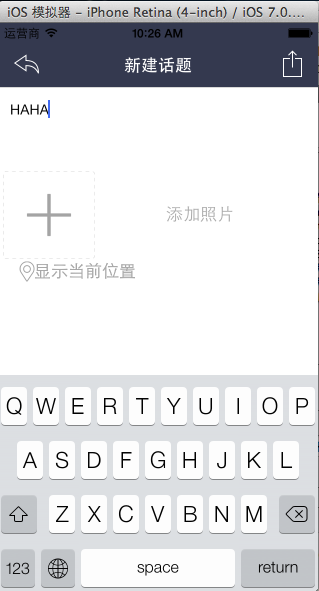 iOS 模拟器 – iPhone Retina (4-inch) / iOS 7.0....
运营商 10:26 AM
新建话题
HAHA
添加照片
显示当前位置
Q W E R T Y U I O P
A S D F G H J K L
Z X C V B N M
123 space return